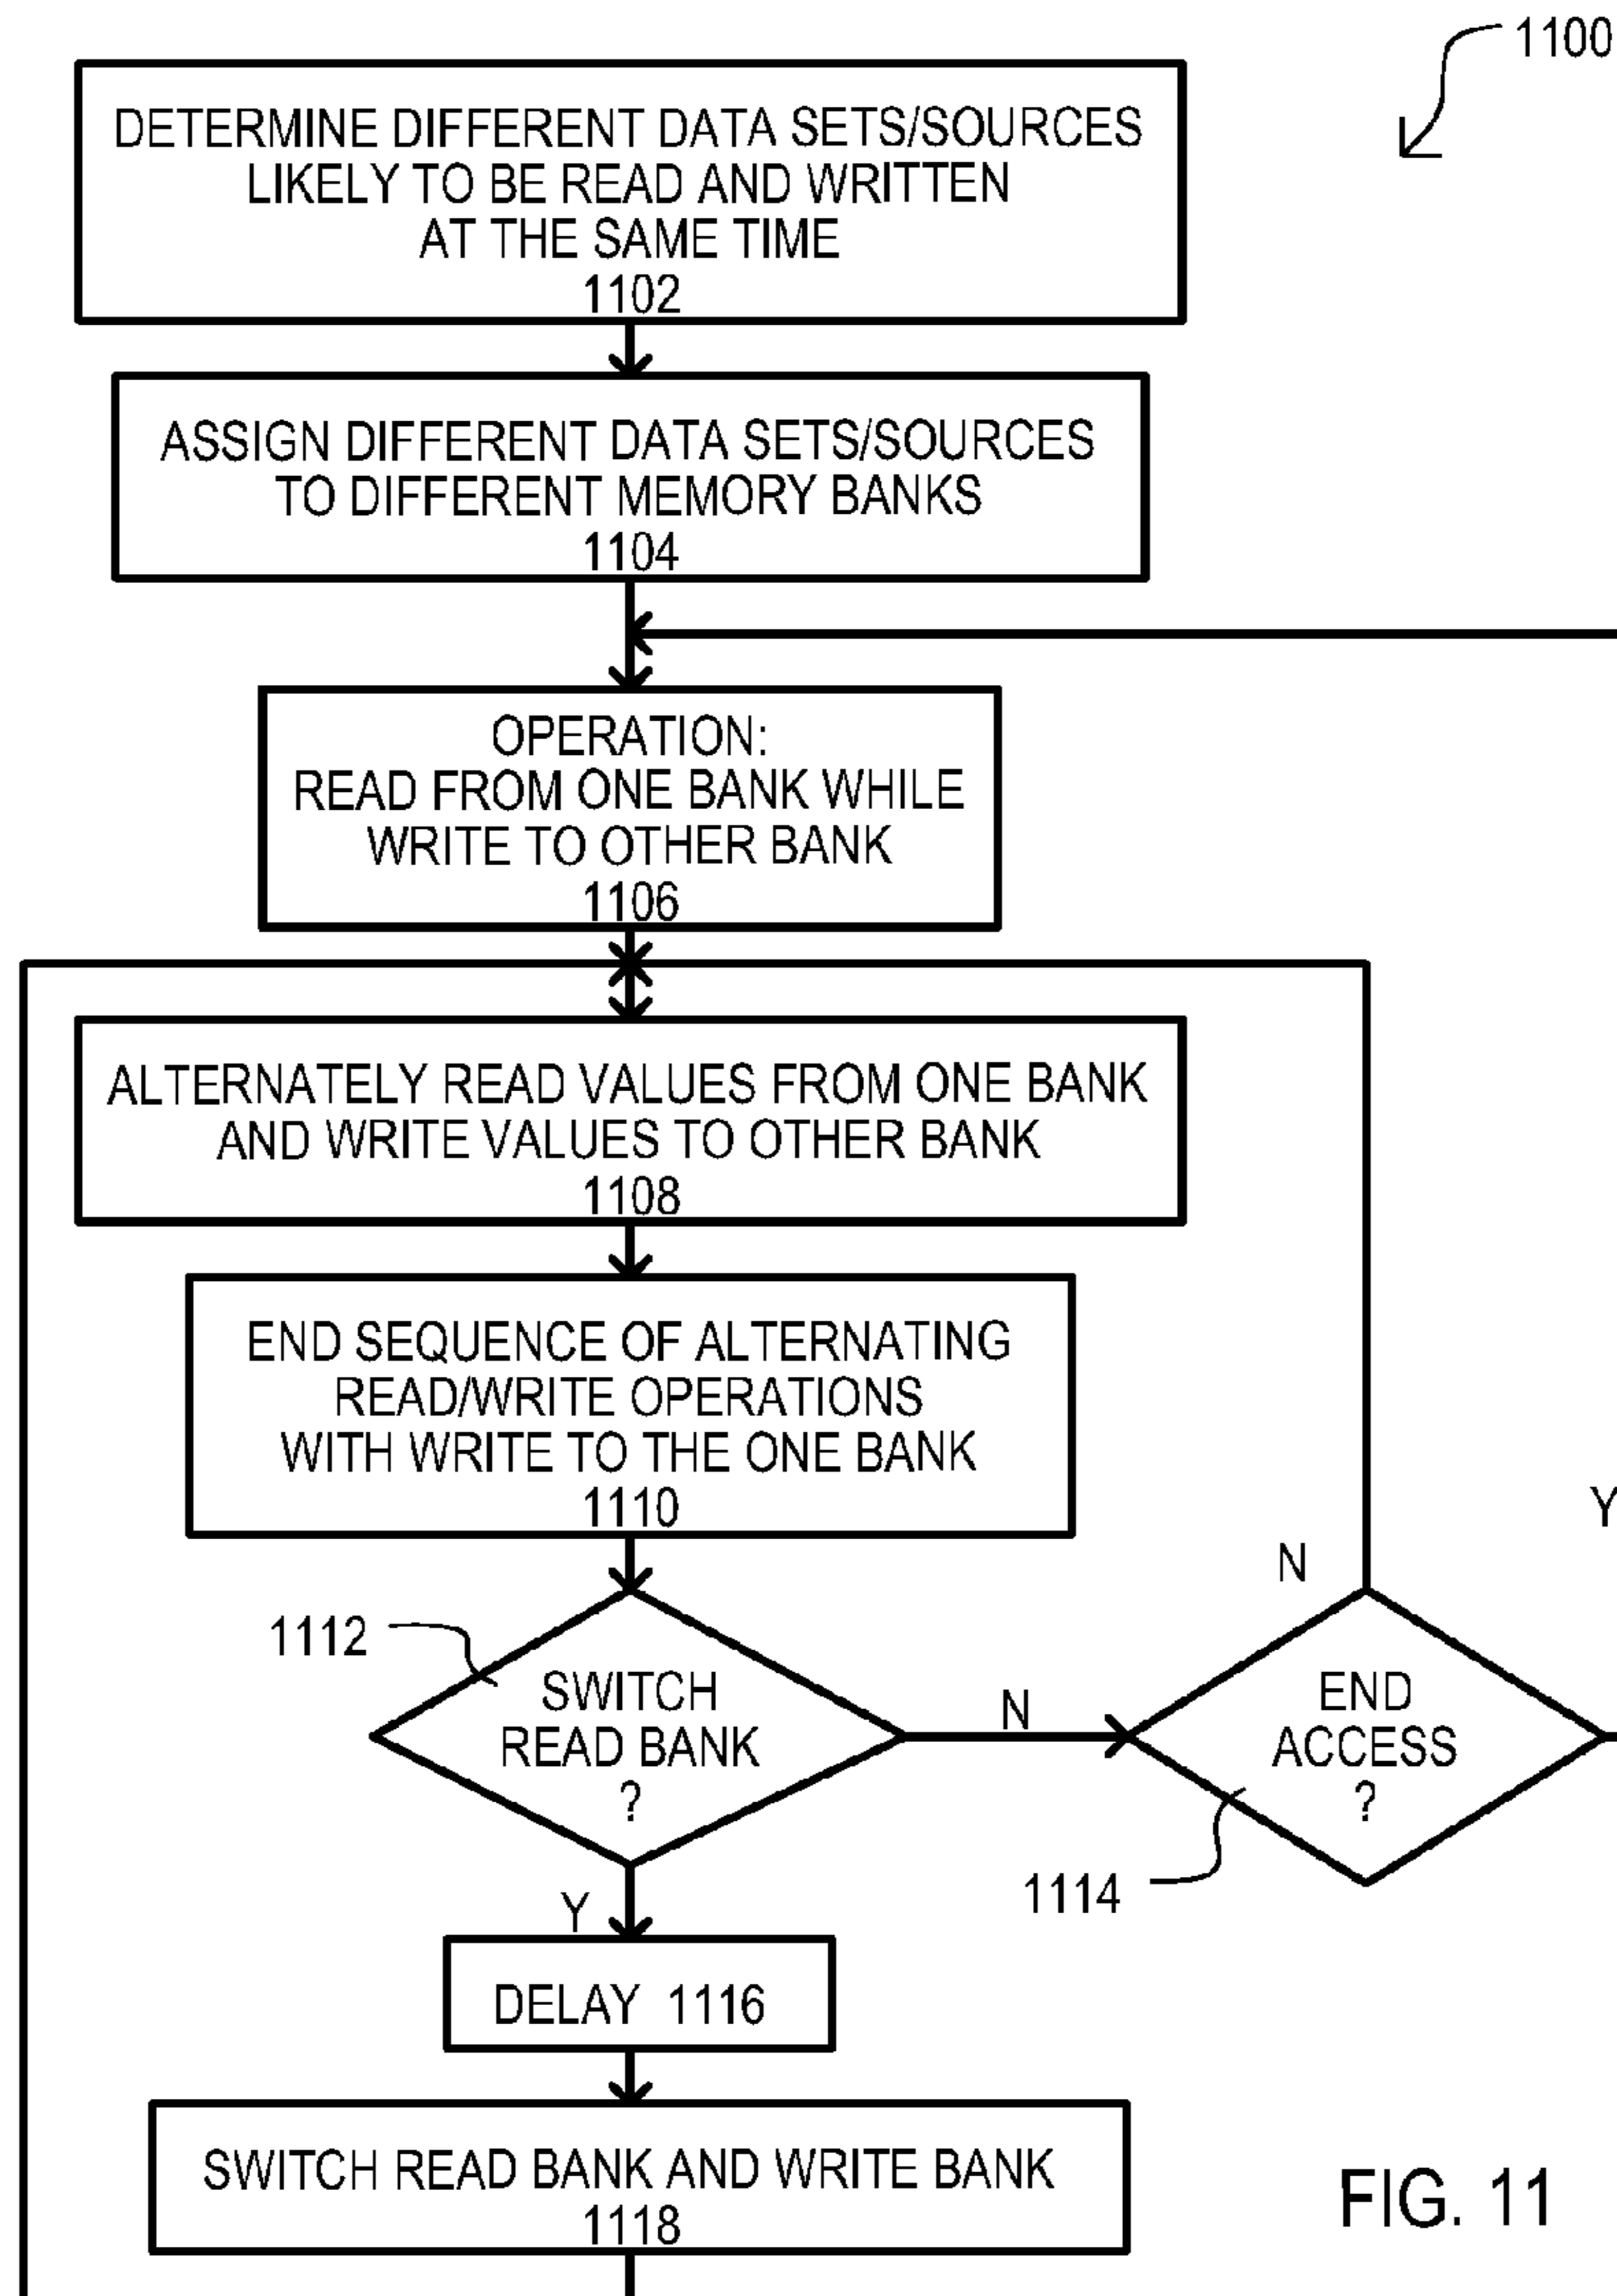 1100
DETERMINE DIFFERENT DATA SETS/SOURCES
LIKELY TO BE READ AND WRITTEN
AT THE SAME TIME
1102
ASSIGN DIFFERENT DATA SETS/SOURCES
TO DIFFERENT MEMORY BANKS
1104
OPERATION:
READ FROM ONE BANK WHILE
WRITE TO OTHER BANK
1106
ALTERNATELY READ VALUES FROM ONE BANK
AND WRITE VALUES TO OTHER BANK
1108
END SEQUENCE OF ALTERNATING
READ/WRITE OPERATIONS
WITH WRITE TO THE ONE BANK
1110
Y
N
1112
SWITCH
READ BANK
?
N
END
ACCESS
?
1114
Y
DELAY 1116
SWITCH READ BANK AND WRITE BANK
1118
FIG. 11